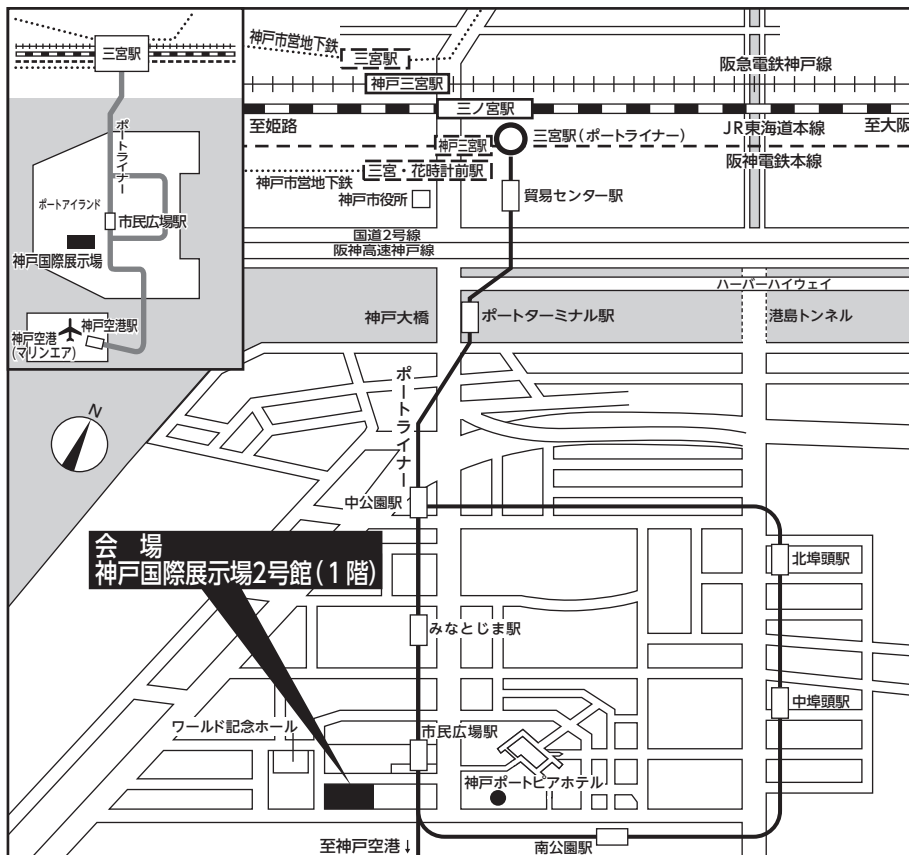 三宮駅
ポートライナー
ポートアイランド
市民広場駅
神戸国際展示場
神戸空港駅
神戸空港
(マリンエア)
神戸市営地下鉄
三宮駅
神戸三宮駅
阪急電鉄神戸線
三ノ宮駅
至姫路
JR東海道本線
至大阪
神戸三宮駅
三宮駅(ポートライナー)
阪神電鉄本線
三宮・花時計前駅
神戸市営地下鉄
神戸市役所
貿易センター駅
国道2号線
阪神高速神戸線
ハーバーハイウェイ
神戸大橋
ポートターミナル駅
港島トンネル
ポートライナー
N
中公園駅
会 場
神戸国際展示場2号館(1階)
北埠頭駅
みなとじま駅
中埠頭駅
ワールド記念ホール
市民広場駅
神戸ポートピアホテル
至神戸空港↓
南公園駅